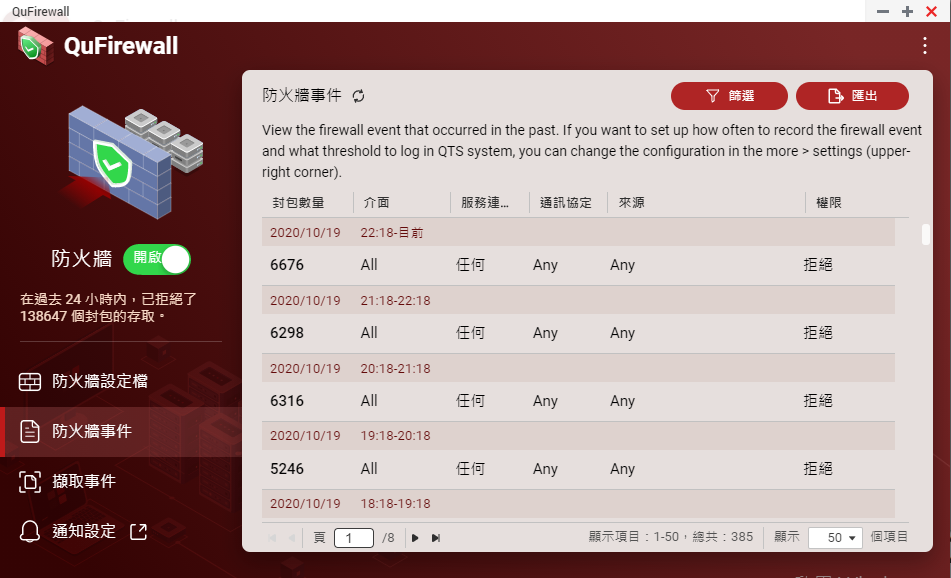 QuFirewall
QuFirewall
防火牆 開啟
在過去 24 小時內，已拒絕了
138647 個封包的存取。
防火牆設定檔
防火牆事件
擷取事件
通知設定
防火牆事件
篩選
匯出
View the firewall event that occurred in the past. If you want to set up how often to record the firewall event
and what threshold to log in QTS system, you can change the configuration in the more > settings (upper-
right corner).
封包數量 介面 服務連... 通訊協定 來源 權限
2020/10/19 22:18-目前
6676 All 任何 Any Any 拒絕
2020/10/19 21:18-22:18
6298 All 任何 Any Any 拒絕
2020/10/19 20:18-21:18
6316 All 任何 Any Any 拒絕
2020/10/19 19:18-20:18
5246 All 任何 Any Any 拒絕
2020/10/19 18:18-19:18
頁 1 /8 顯示項目：1-50，總共：385 顯示 50 個項目